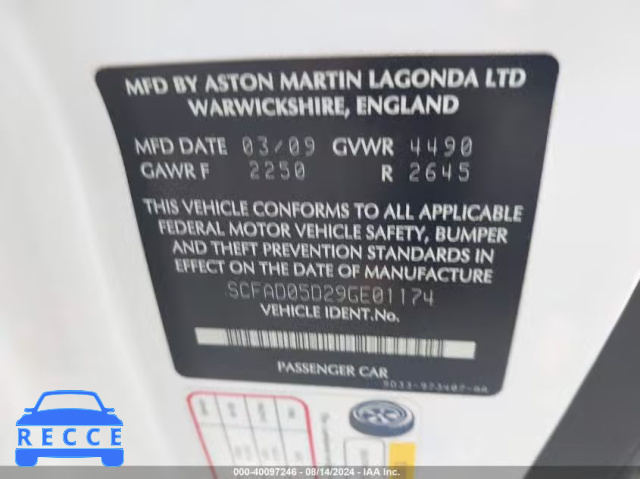 MFD BY ASTON MARTIN LAGONDA LTD
WARWICKSHIRE, ENGLAND
MFD DATE 03/09 GVWR 4490
GAWR F 2250 R 2645
THIS VEHICLE CONFORMS TO ALL APPLICABLE
FEDERAL MOTOR VEHICLE SAFETY, BUMPER
AND THEFT PREVENTION STANDARDS IN
EFFECT ON THE DATE OF MANUFACTURE
SCFAD05D29GE01174
VEHICLE IDENT.No.
PASSENGER CAR
RECCE
000-40097246 - 08/14/2024 - IAA Inc.